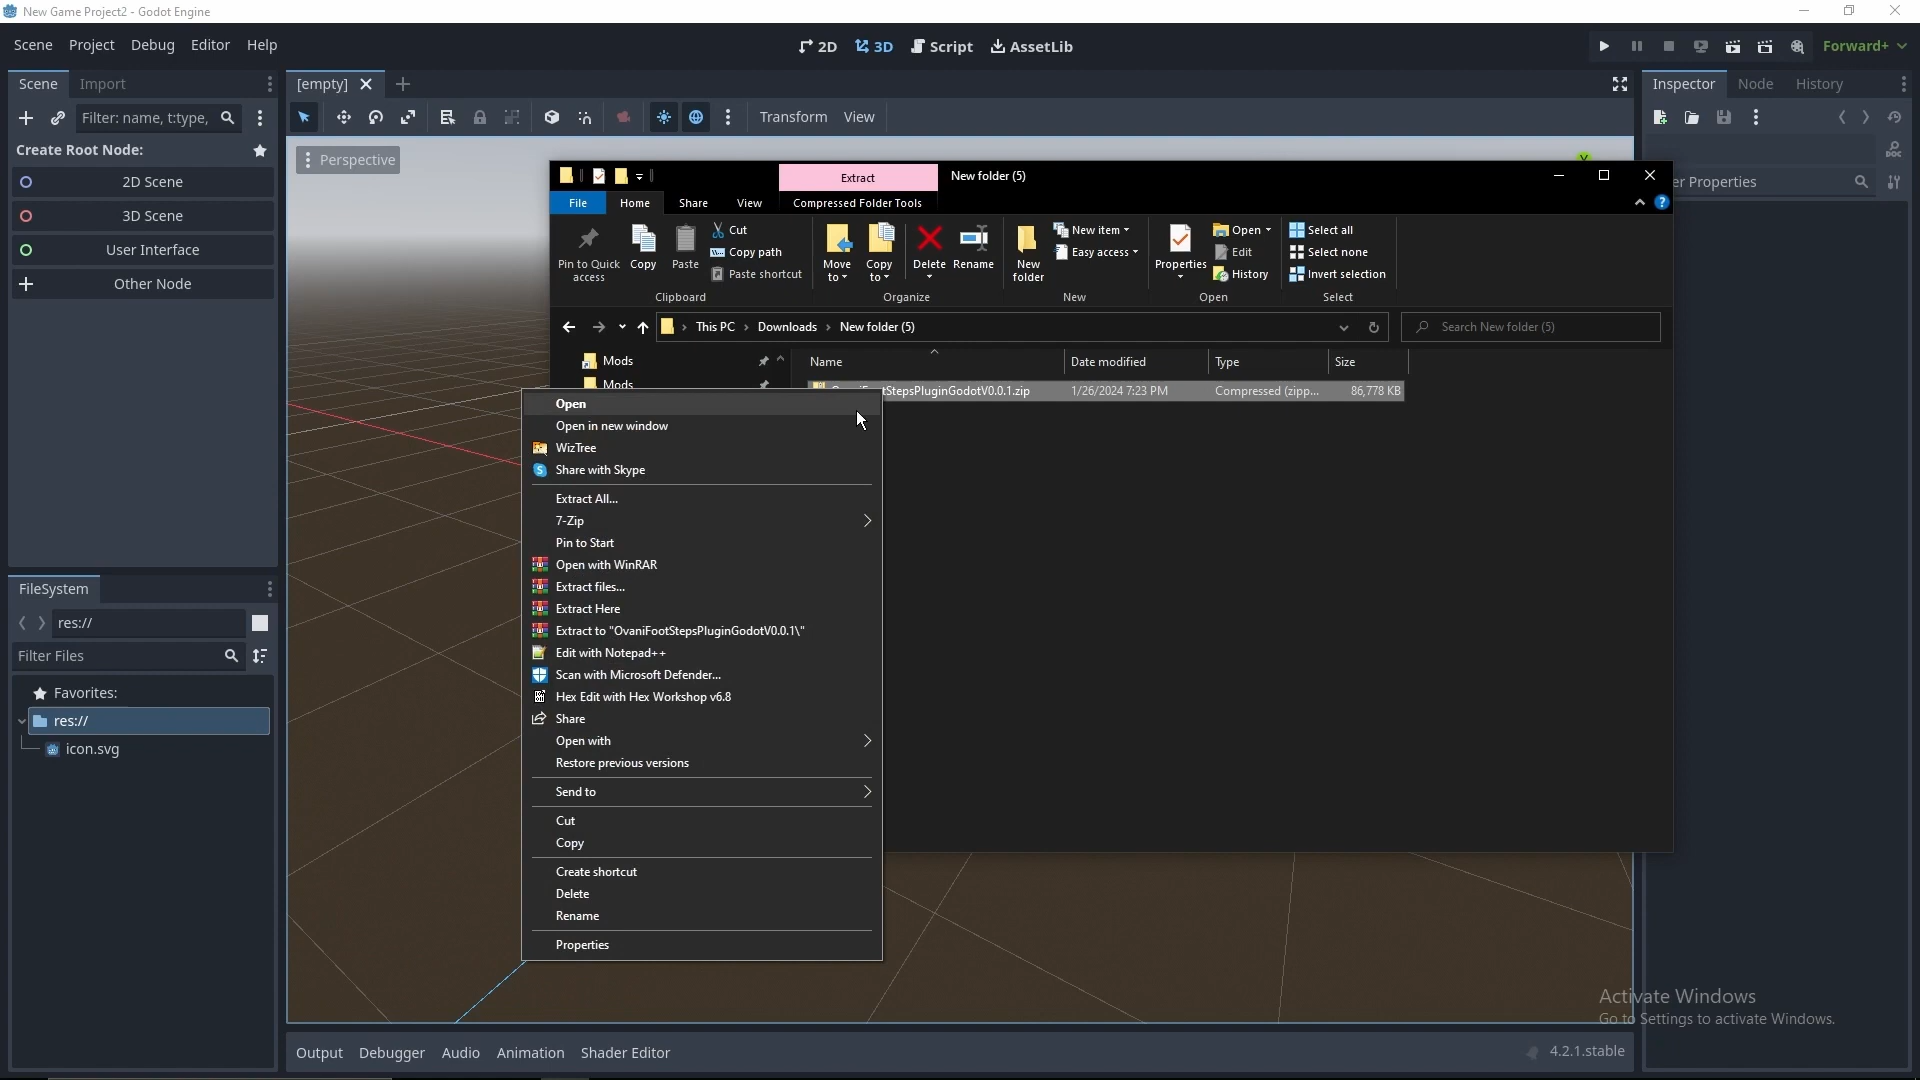 New Game Project2 - Godot Engine
Scene Project Debug Editor Help
2D 3D Script AssetLib
Forward+
Scene Import
[empty]
Inspector Node History
Filter: name, t:type,
Transform View
Create Root Node:
2D Scene
3D Scene
User Interface
Other Node
Perspective
Y
DOC
er Properties
Extract
New folder (5)
File Home Share View Compressed Folder Tools
Pin to Quick access
Copy
Paste
Cut
Copy path
Paste shortcut
Clipboard
Move to
Copy to
Delete
Rename
Organize
New folder
New item
Easy access
New
Properties
Open
Edit
History
Open
Select all
Select none
Invert selection
Select
This PC Downloads New folder (5)
Search New folder (5)
Mods
Mods
Name Date modified Type Size
StepsPluginGodotV0.0.1.zip 1/26/2024 7:23 PM Compressed (zipp... 86,778 KB
Open
Open in new window
WizTree
Share with Skype
Extract All...
7-Zip
Pin to Start
Open with WinRAR
Extract files...
Extract Here
Extract to "OvaniFootStepsPluginGodotV0.0.1\"
Edit with Notepad++
Scan with Microsoft Defender...
Hex Edit with Hex Workshop v6.8
Share
Open with
Restore previous versions
Send to
Cut
Copy
Create shortcut
Delete
Rename
Properties
FileSystem
res://
Filter Files
Favorites:
res://
icon.svg
Activate Windows
Go to Settings to activate Windows.
Output Debugger Audio Animation Shader Editor
4.2.1.stable